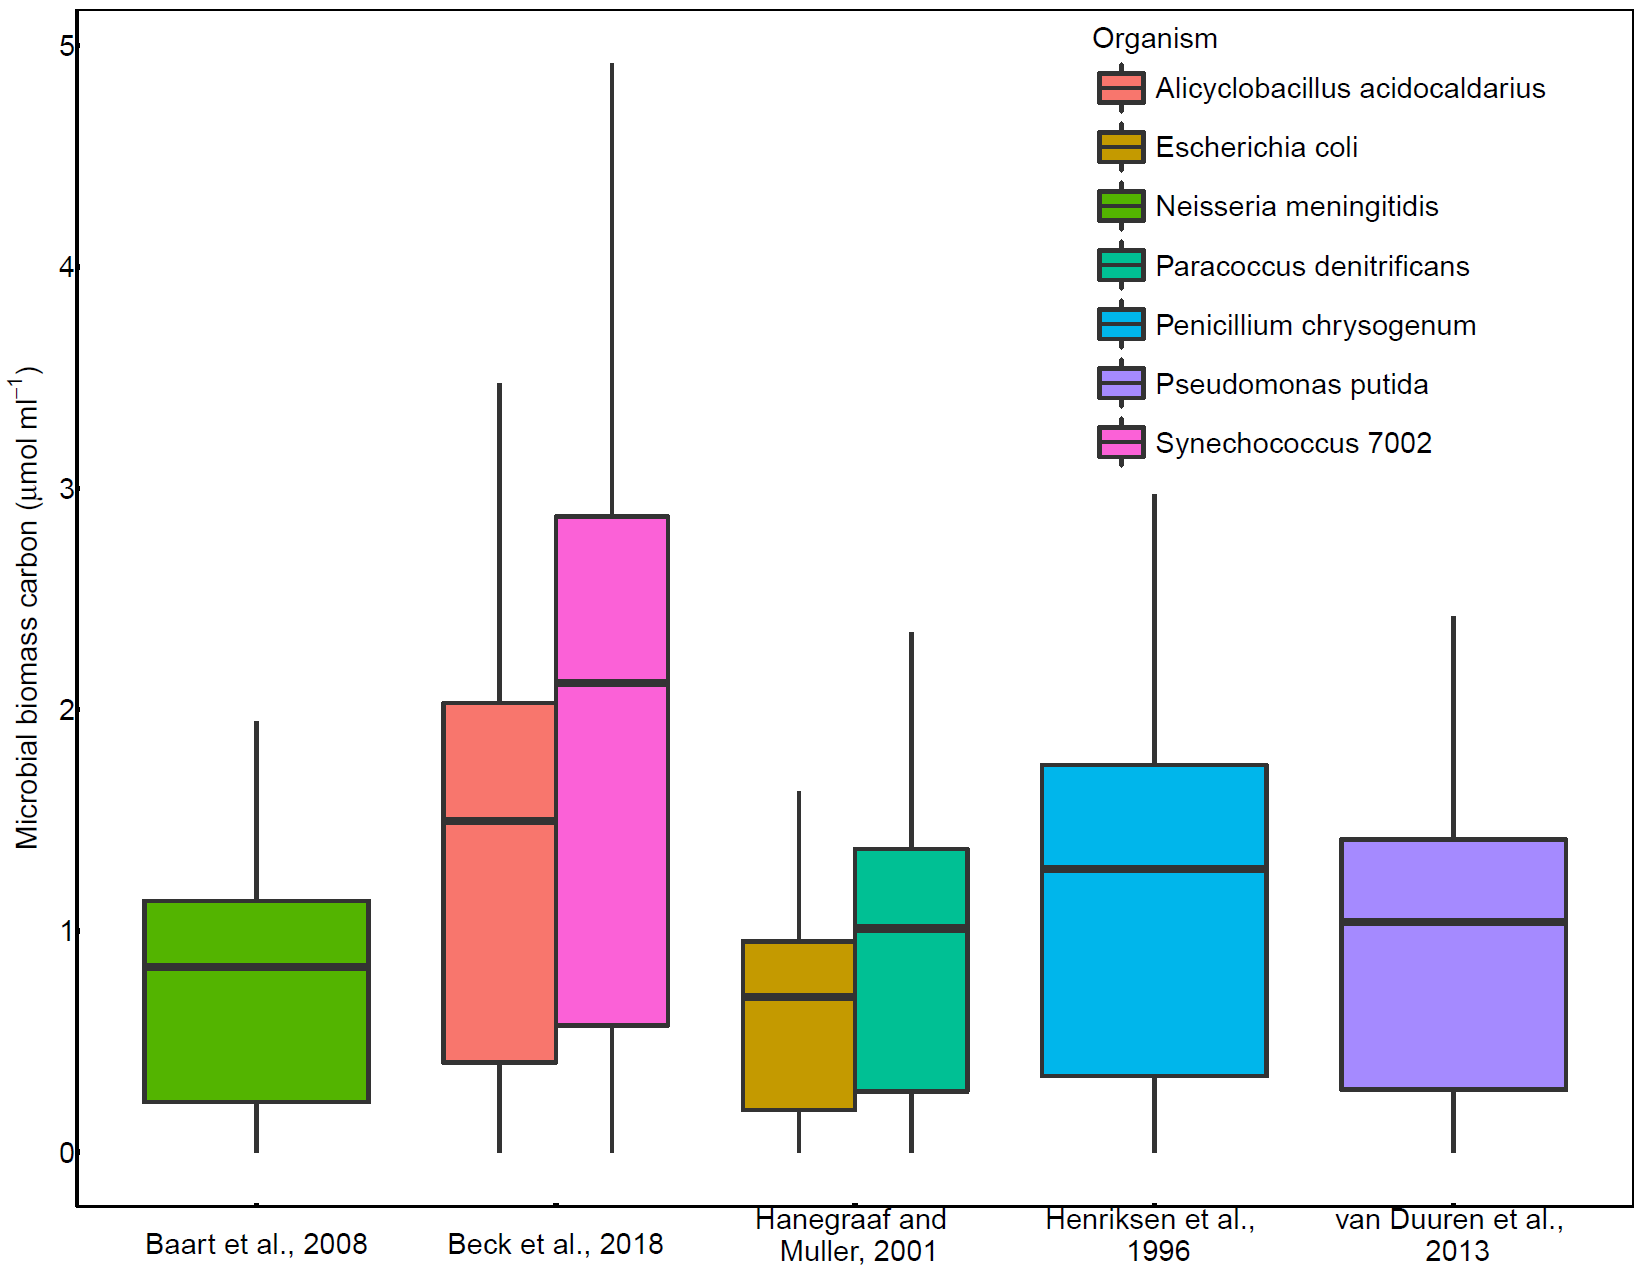 Organism
Alicyclobacillus acidocaldarius
Escherichia coli
Neisseria meningitidis
Paracoccus denitrificans
Penicillium chrysogenum
Pseudomonas putida
Synechococcus 7002
Microbial biomass carbon (μmol ml⁻¹)
5
4
3
2
1
0
Baart et al., 2008
Beck et al., 2018
Hanegraaf and
Muller, 2001
Henriksen et al.,
1996
van Duuren et al.,
2013